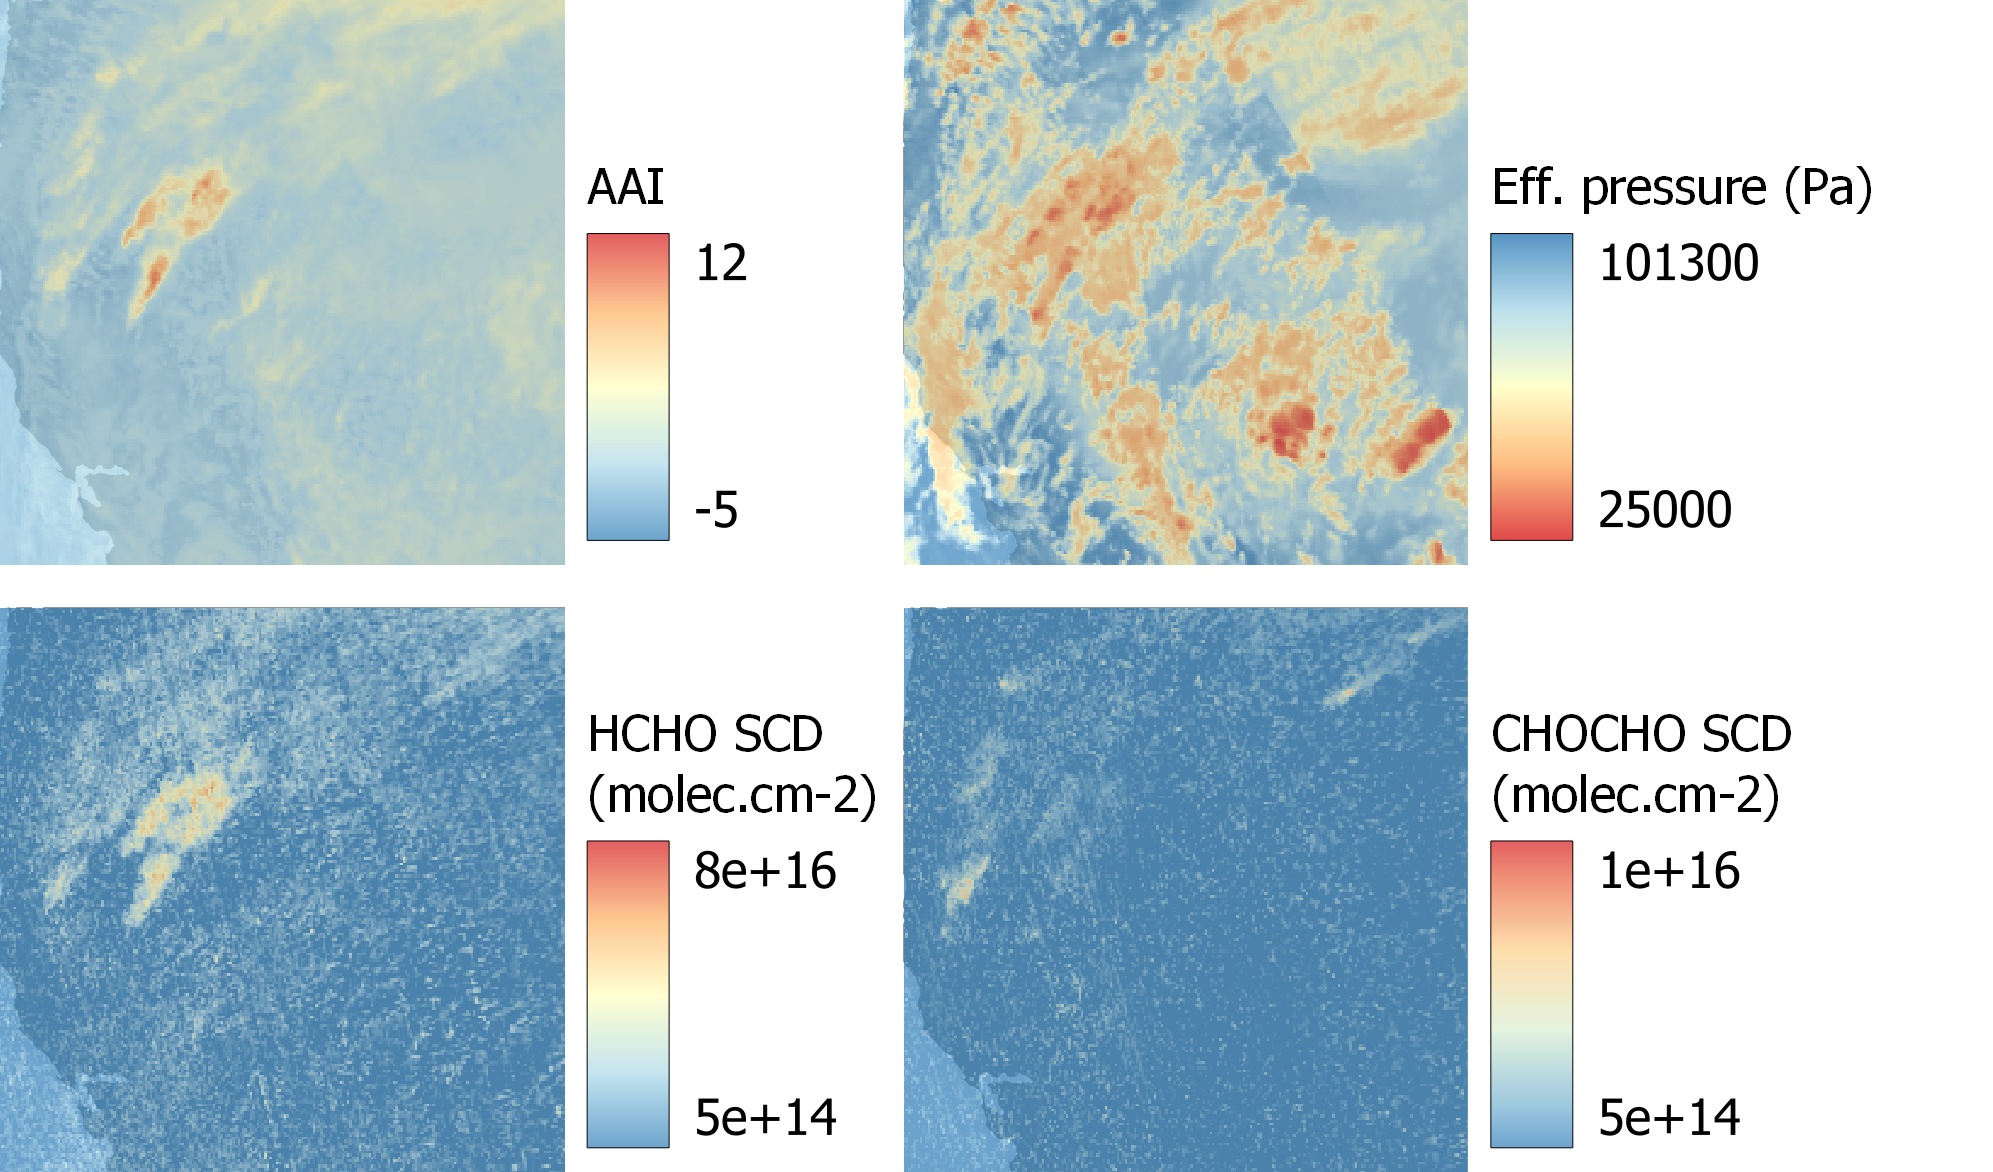 AAI
12
-5
Eff. pressure (Pa)
101300
25000
HCHO SCD
(molec.cm-2)
8e+16
5e+14
CHOCHO SCD
(molec.cm-2)
1e+16
5e+14